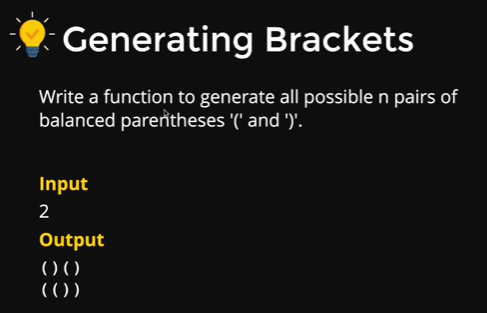 Generating Brackets
Write a function to generate all possible n pairs of
balanced parentheses '(' and ')'.
Input
2
Output
()()
(())